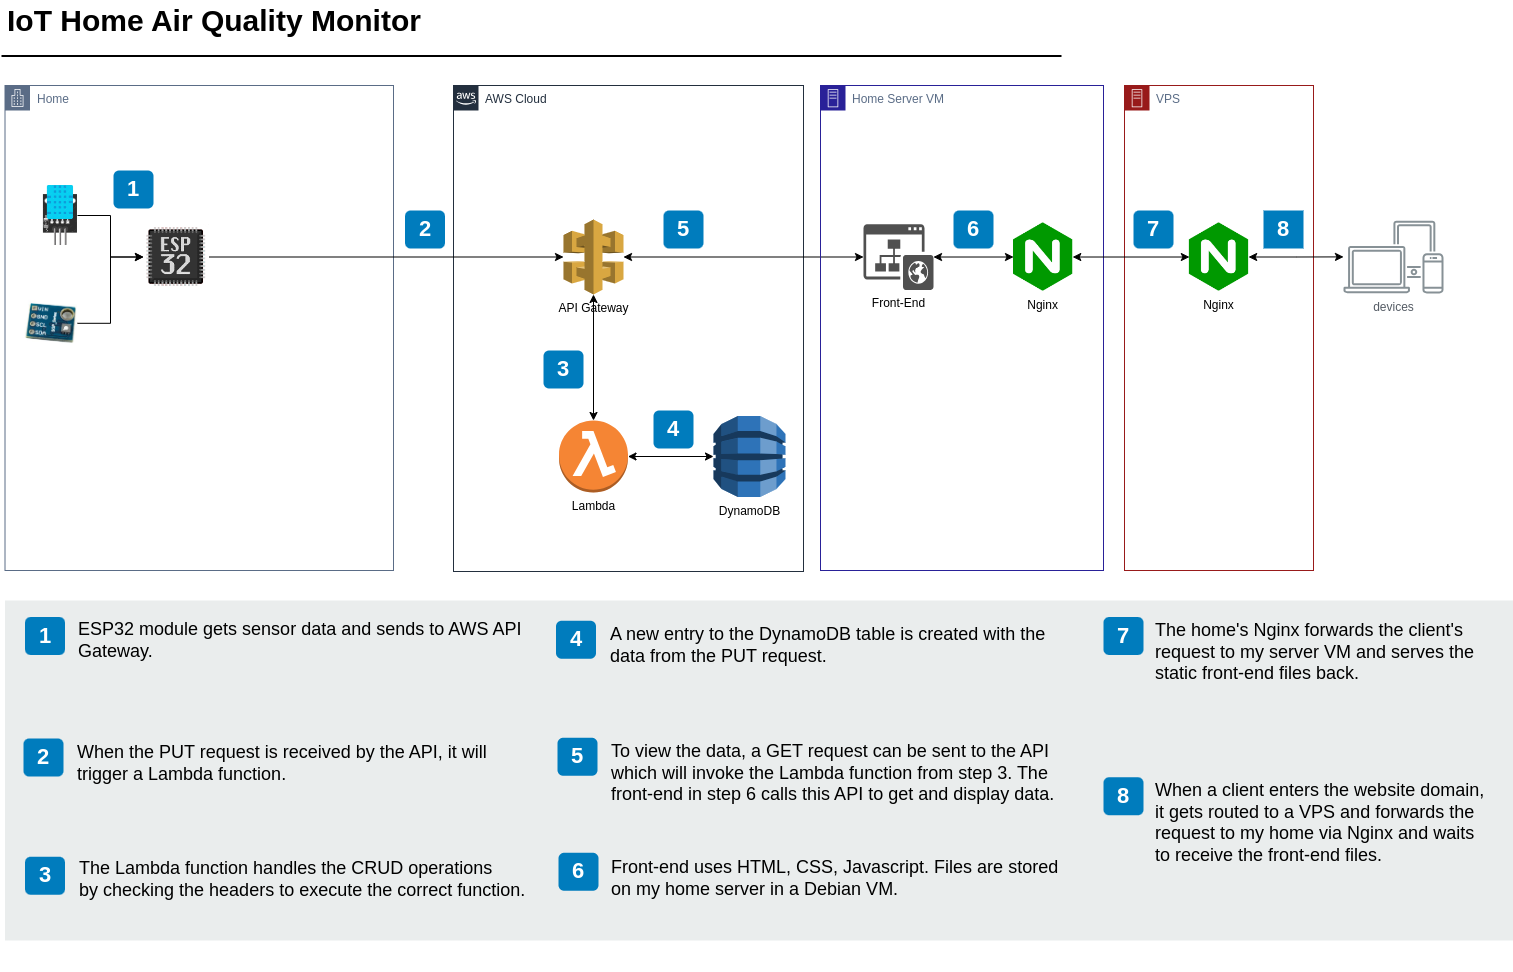 IoT Home Air Quality Monitor
Home
aws
AWS Cloud
Home Server VM
VPS
1
2
5
6
7
8
ESP
32
API Gateway
Front-End
Nginx
Nginx
devices
VIN
GND
SCL
SDA
3
4
Lambda
DynamoDB
1
ESP32 module gets sensor data and sends to AWS API
Gateway.
2
When the PUT request is received by the API, it will
trigger a Lambda function.
3
The Lambda function handles the CRUD operations
by checking the headers to execute the correct function.
4
A new entry to the DynamoDB table is created with the
data from the PUT request.
5
To view the data, a GET request can be sent to the API
which will invoke the Lambda function from step 3. The
front-end in step 6 calls this API to get and display data.
6
Front-end uses HTML, CSS, Javascript. Files are stored
on my home server in a Debian VM.
7
The home's Nginx forwards the client's
request to my server VM and serves the
static front-end files back.
8
When a client enters the website domain,
it gets routed to a VPS and forwards the
request to my home via Nginx and waits
to receive the front-end files.